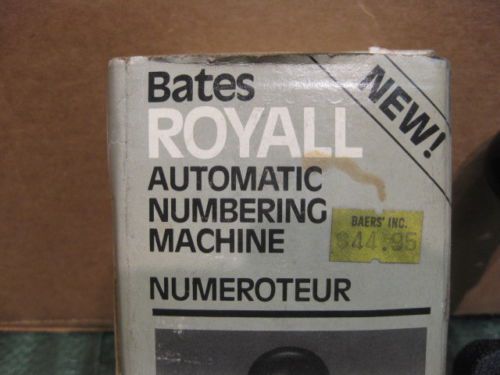 Bates
ROYALL
AUTOMATIC
NUMBERING
MACHINE
NUMEROTEUR
NEW!
BAERS' INC.
$44.95